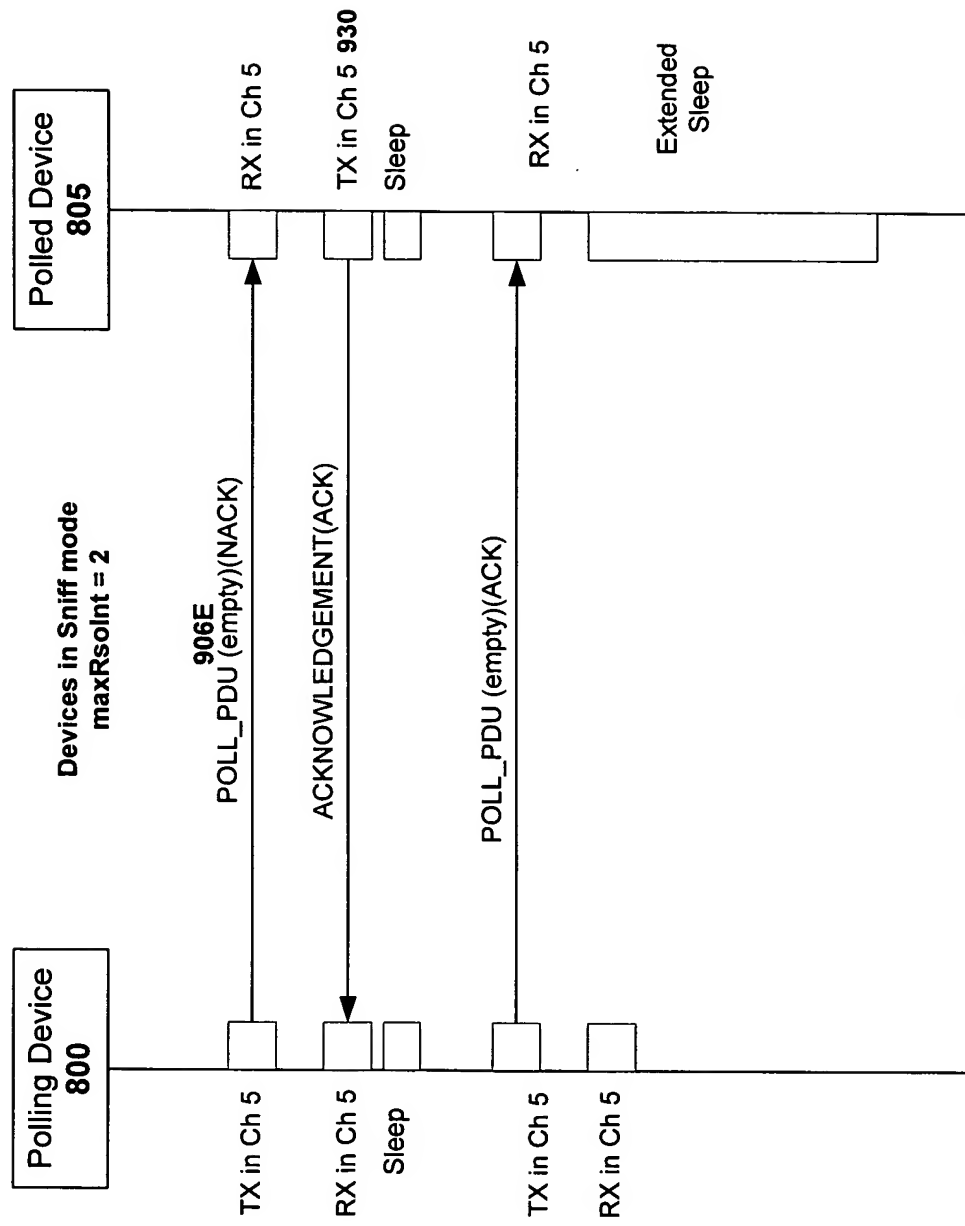 Devices in Sniff mode
maxRsoInt = 2
Polling Device
800
Polled Device
805
TX in Ch 5
906E
POLL_PDU (empty)(NACK)
RX in Ch 5
RX in Ch 5
ACKNOWLEDGEMENT(ACK)
TX in Ch 5 930
Sleep
Sleep
TX in Ch 5
POLL_PDU (empty)(ACK)
RX in Ch 5
RX in Ch 5
Extended
Sleep